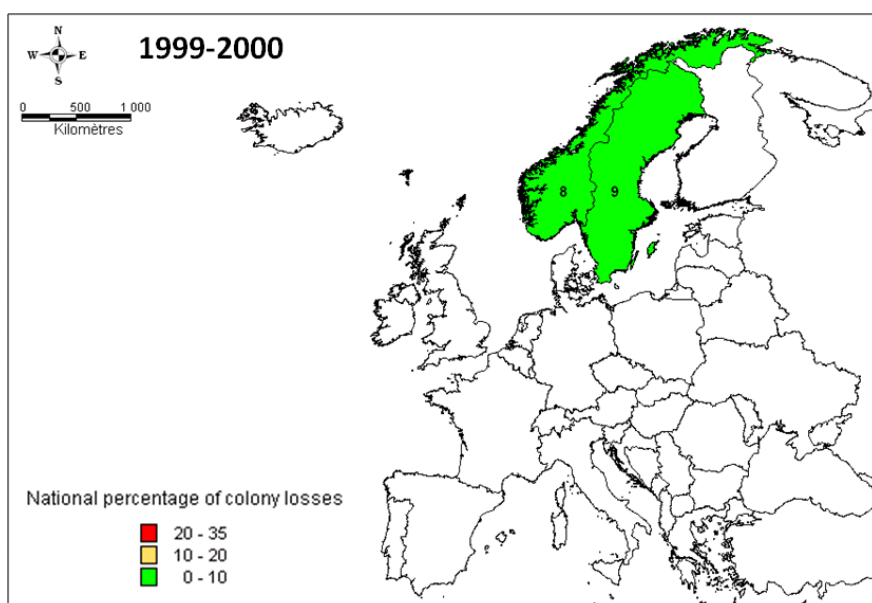 N
W E
S
1999-2000
0 500 1 000
Kilomètres
8 9
National percentage of colony losses
20 - 35
10 - 20
0 - 10